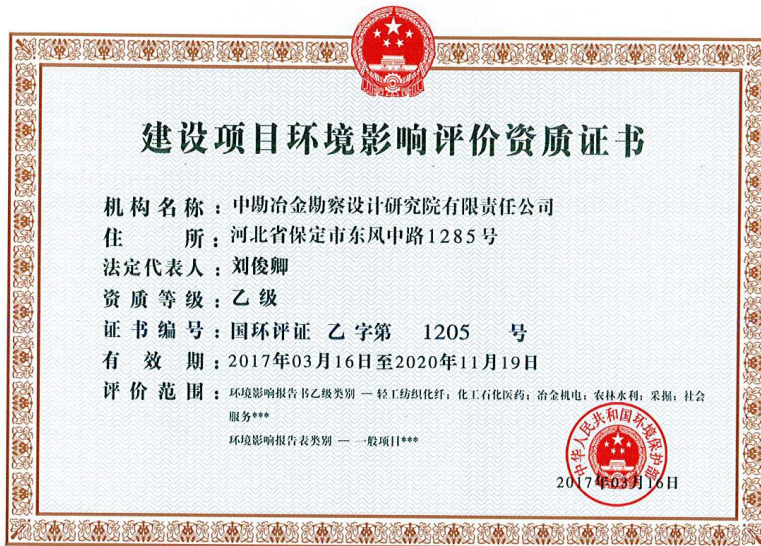 建设项目环境影响评价资质证书
机构名称：中勘冶金勘察设计研究院有限责任公司
住所：河北省保定市东风中路1285号
法定代表人：刘俊卿
资质等级：乙级
证书编号：国环评证 乙 字第 1205 号
有效期：2017年03月16日至2020年11月19日
评价范围：环境影响报告书乙级类别 — 轻工纺织化纤；化工石化医药；冶金机电；农林水利；采掘；社会
服务***
环境影响报告表类别 — 一般项目***
中华人民共和国环境保护部
2017年03月16日